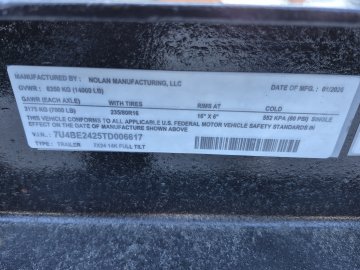 MANUFACTURED BY: NOLAN MANUFACTURING, LLC DATE OF MFG.: 01/2026
GVWR: 6350 KG (14000 LB)
GAWR (EACH AXLE) WITH TIRES RIMS AT COLD
3175 KG (7000 LB) 235/80R16 16" X 6" 552 KPA (80 PSI) SINGLE
THIS VEHICLE CONFORMS TO ALL APPLICABLE U.S. FEDERAL MOTOR VEHICLE SAFETY STANDARDS IN
EFFECT ON THE DATE OF MANUFACTURE SHOWN ABOVE.
V.I.N.: 7U4BE2425TD006617
TYPE: TRAILER 7X24-14K FULL TILT